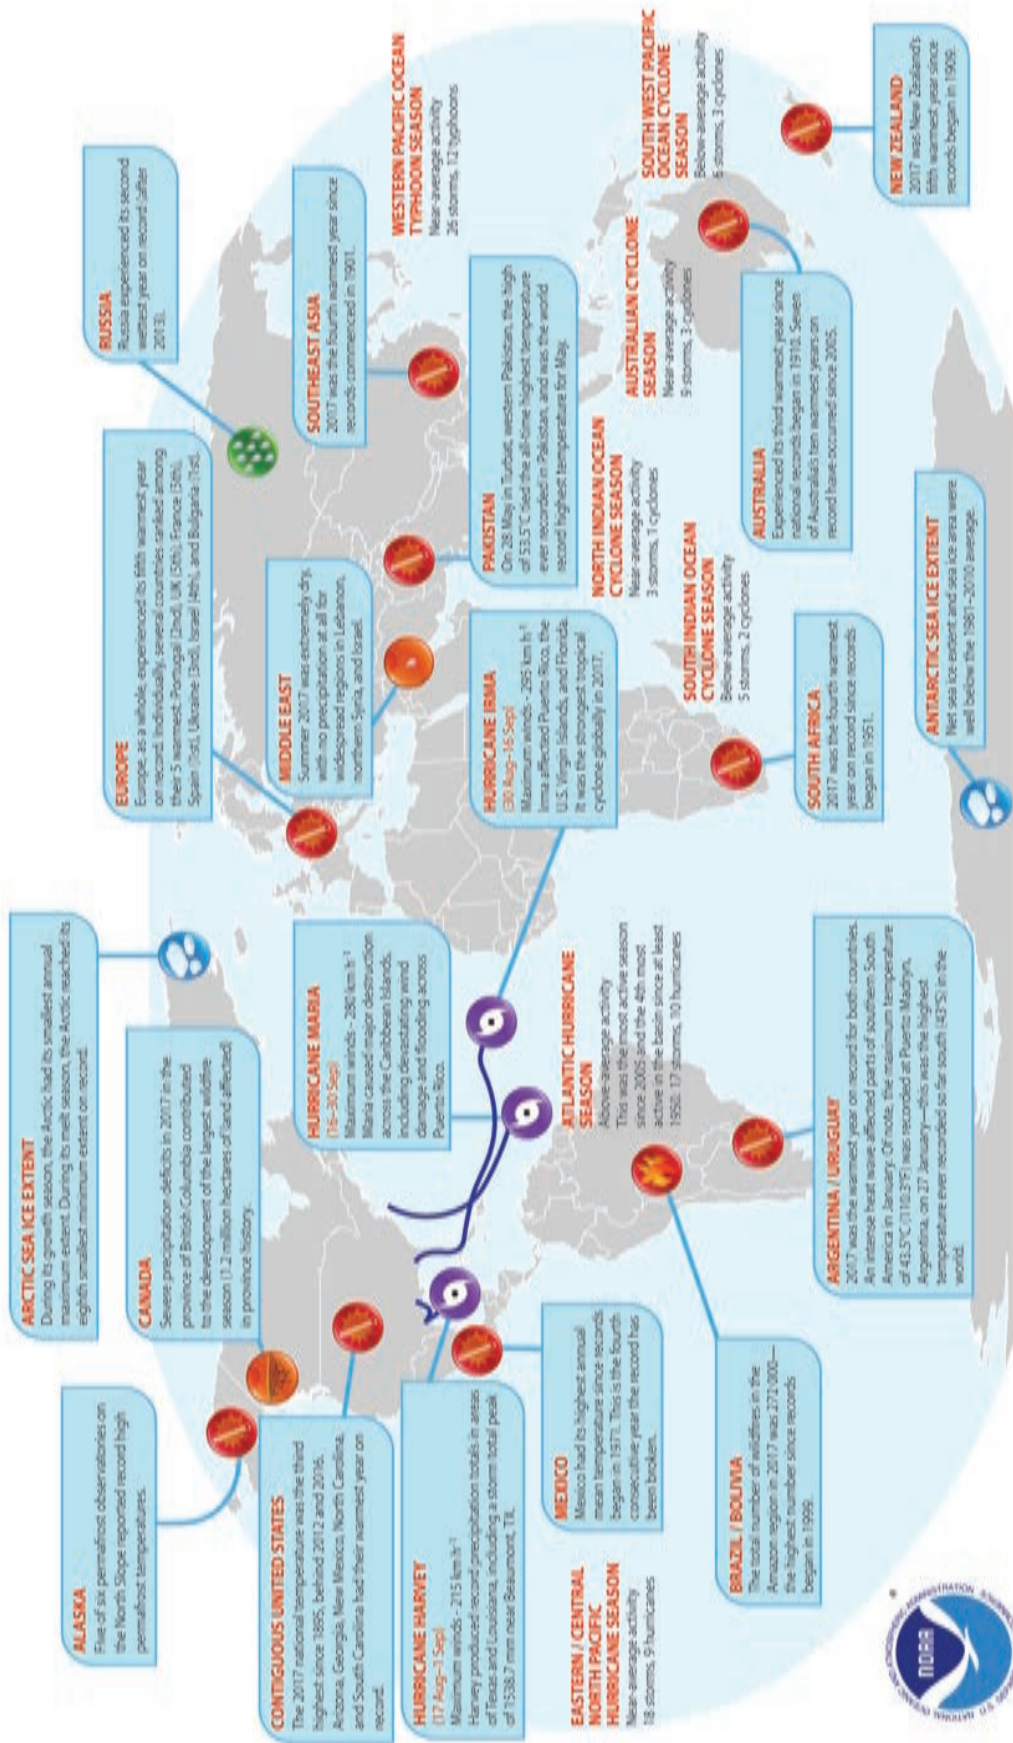 ARCTIC SEA ICE EXTENT
During its growth season, the Arctic had its smallest annual
maximum extent. During its melt season, the Arctic reached its
eighth smallest minimum extent on record.
ALASKA
Five of six permafrost observatories on
the North Slope reported record high
permafrost temperatures.
CANADA
Severe precipitation deficits in 2017 in the
province of British Columbia contributed
to the development of the largest wildfire
season (1.2 million hectares of land affected)
in province history.
EUROPE
Europe as a whole experienced its fifth warmest year
on record. Individually, several countries ranked among
their 5 warmest: Portugal (2nd), UK (5th), France (5th),
Spain (1st), Ukraine (3rd), Israel (4th), and Bulgaria (1st).
RUSSIA
Russia experienced its second
wettest year on record (after
2013).
CONTIGUOUS UNITED STATES
The 2017 national temperature was the third
highest since 1895, behind 2012 and 2016.
Arizona, Georgia, New Mexico, North Carolina,
and South Carolina had their warmest year on
record.
HURRICANE MARIA
(16–30 Sep)
Maximum winds - 280 km h-1
Maria caused major destruction
across the Caribbean Islands,
including devastating wind
damage and flooding across
Puerto Rico.
MIDDLE EAST
Summer 2017 was extremely dry,
with no precipitation at all for
widespread regions in Lebanon,
northern Syria, and Israel.
SOUTHEAST ASIA
2017 was the fourth warmest year since
records commenced in 1901.
WESTERN PACIFIC OCEAN
TYPHOON SEASON
Near-average activity
26 storms, 12 typhoons
HURRICANE HARVEY
(17 Aug–1 Sep)
Maximum winds - 215 km h-1
Harvey produced record precipitation totals in areas
of Texas and Louisiana, including a storm total peak
of 1538.7 mm near Beaumont, TX.
HURRICANE IRMA
(30 Aug–16 Sep)
Maximum winds - 295 km h-1
Irma affected Puerto Rico, the
U.S. Virgin Islands, and Florida.
It was the strongest tropical
cyclone globally in 2017.
PAKISTAN
On 28 May in Turbat, western Pakistan, the high
of 53.5°C tied the all-time highest temperature
ever recorded in Pakistan, and was the world
record highest temperature for May.
MEXICO
Mexico had its highest annual
mean temperature since records
began in 1971. This is the fourth
consecutive year the record has
been broken.
ATLANTIC HURRICANE
SEASON
Above-average activity
This was the most active season
since 2005 and the 4th most
active in the basin since at least
1950. 17 storms, 10 hurricanes
NORTH INDIAN OCEAN
CYCLONE SEASON
Near-average activity
3 storms, 1 cyclones
AUSTRALIAN CYCLONE
SEASON
Near-average activity
9 storms, 3 cyclones
SOUTH WEST PACIFIC
OCEAN CYCLONE
SEASON
Below-average activity
6 storms, 3 cyclones
EASTERN / CENTRAL
NORTH PACIFIC
HURRICANE SEASON
Near-average activity
18 storms, 9 hurricanes
SOUTH INDIAN OCEAN
CYCLONE SEASON
Below-average activity
5 storms, 2 cyclones
BRAZIL / BOLIVIA
The total number of wildfires in the
Amazon region in 2017 was 272 000—
the highest number since records
began in 1999.
ARGENTINA / URUGUAY
2017 was the warmest year on record for both countries.
An intense heat wave affected parts of southern South
America in January. Of note, the maximum temperature
of 43.5°C (110.3°F) was recorded at Puerto Madryn,
Argentina, on 27 January—this was the highest
temperature ever recorded so far south (43°S) in the
world.
SOUTH AFRICA
2017 was the fourth warmest
year on record since records
began in 1951.
AUSTRALIA
Experienced its third warmest year since
national records began in 1910. Seven
of Australia's ten warmest years on
record have occurred since 2005.
NEW ZEALAND
2017 was New Zealand's
fifth warmest year since
records began in 1909.
ANTARCTIC SEA ICE EXTENT
Net sea ice extent and sea ice area were
well below the 1981–2010 average.
NOAA